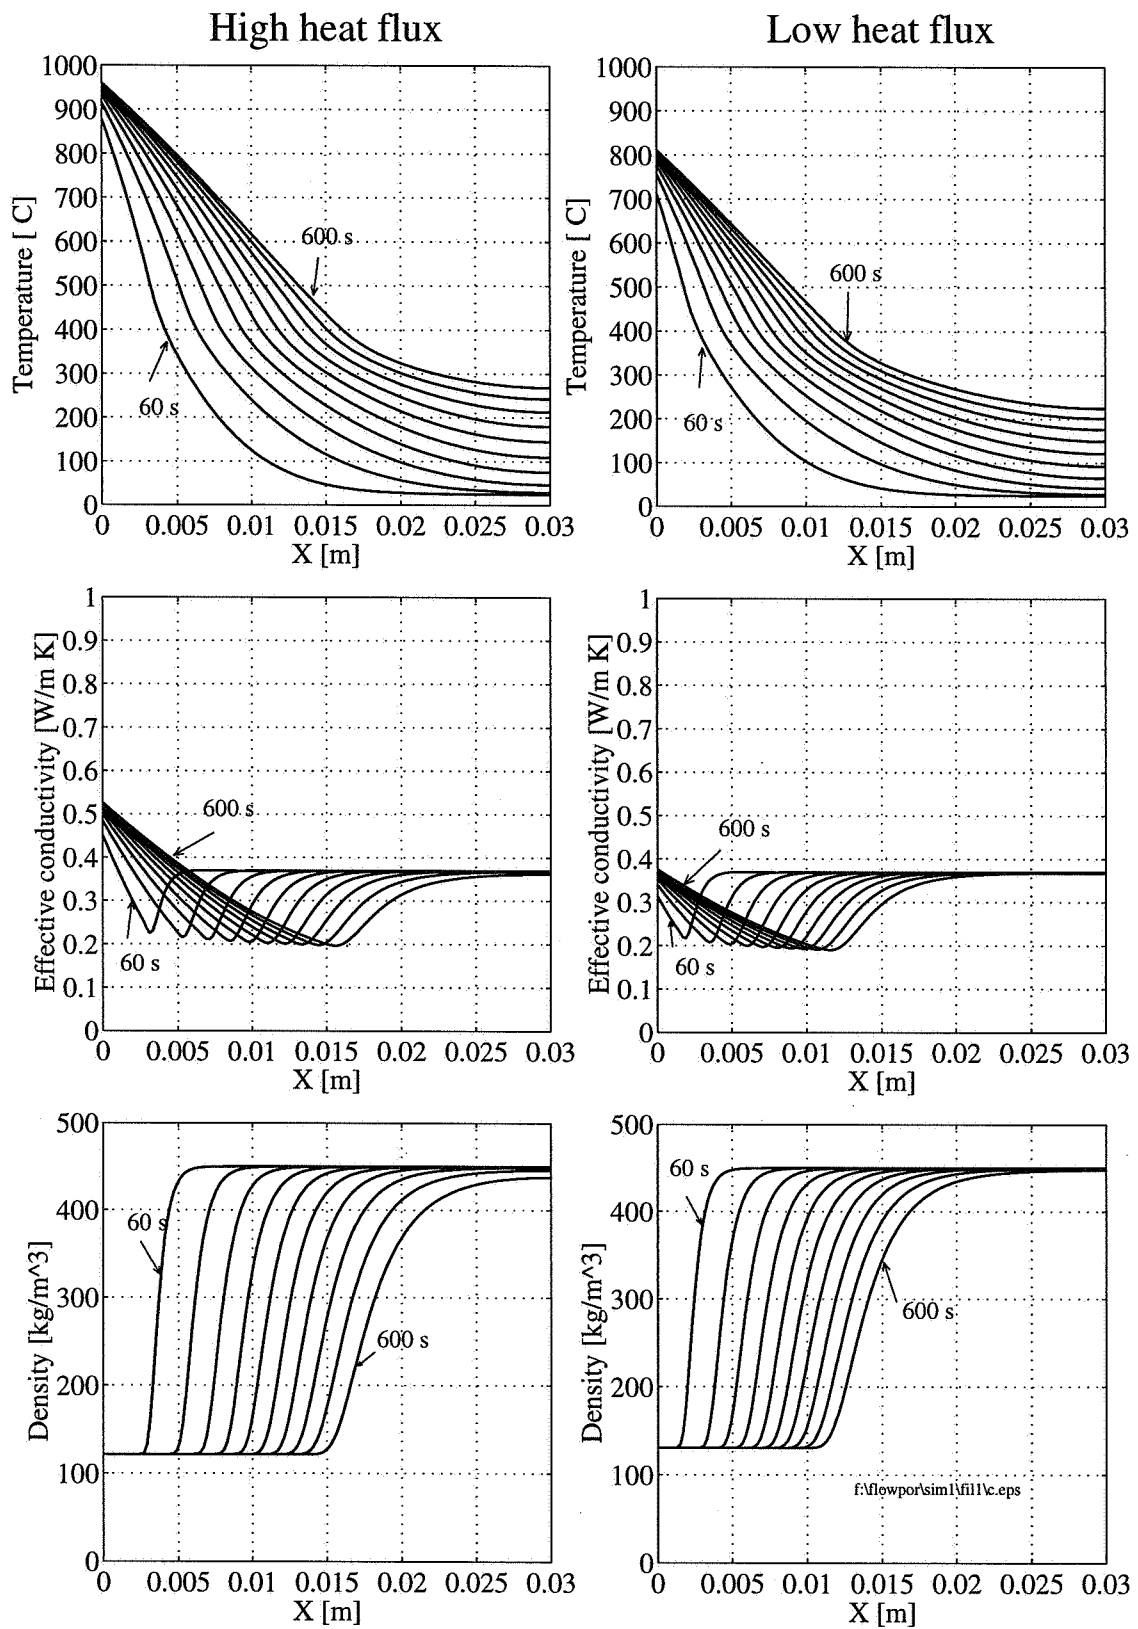 High heat flux
Low heat flux
1000
900
800
700
600
500
400
300
200
100
0
Temperature [ C]
600 s
60 s
0 0.005 0.01 0.015 0.02 0.025 0.03
X [m]
1000
900
800
700
600
500
400
300
200
100
0
Temperature [ C]
600 s
60 s
0 0.005 0.01 0.015 0.02 0.025 0.03
X [m]
1
0.9
0.8
0.7
0.6
0.5
0.4
0.3
0.2
0.1
0
Effective conductivity [W/m K]
600 s
60 s
0 0.005 0.01 0.015 0.02 0.025 0.03
X [m]
1
0.9
0.8
0.7
0.6
0.5
0.4
0.3
0.2
0.1
0
Effective conductivity [W/m K]
600 s
60 s
0 0.005 0.01 0.015 0.02 0.025 0.03
X [m]
500
400
300
200
100
0
Density [kg/m^3]
60 s
600 s
0 0.005 0.01 0.015 0.02 0.025 0.03
X [m]
500
400
300
200
100
0
Density [kg/m^3]
60 s
600 s
f:\flowpor\sim1\fil1\c.eps
0 0.005 0.01 0.015 0.02 0.025 0.03
X [m]